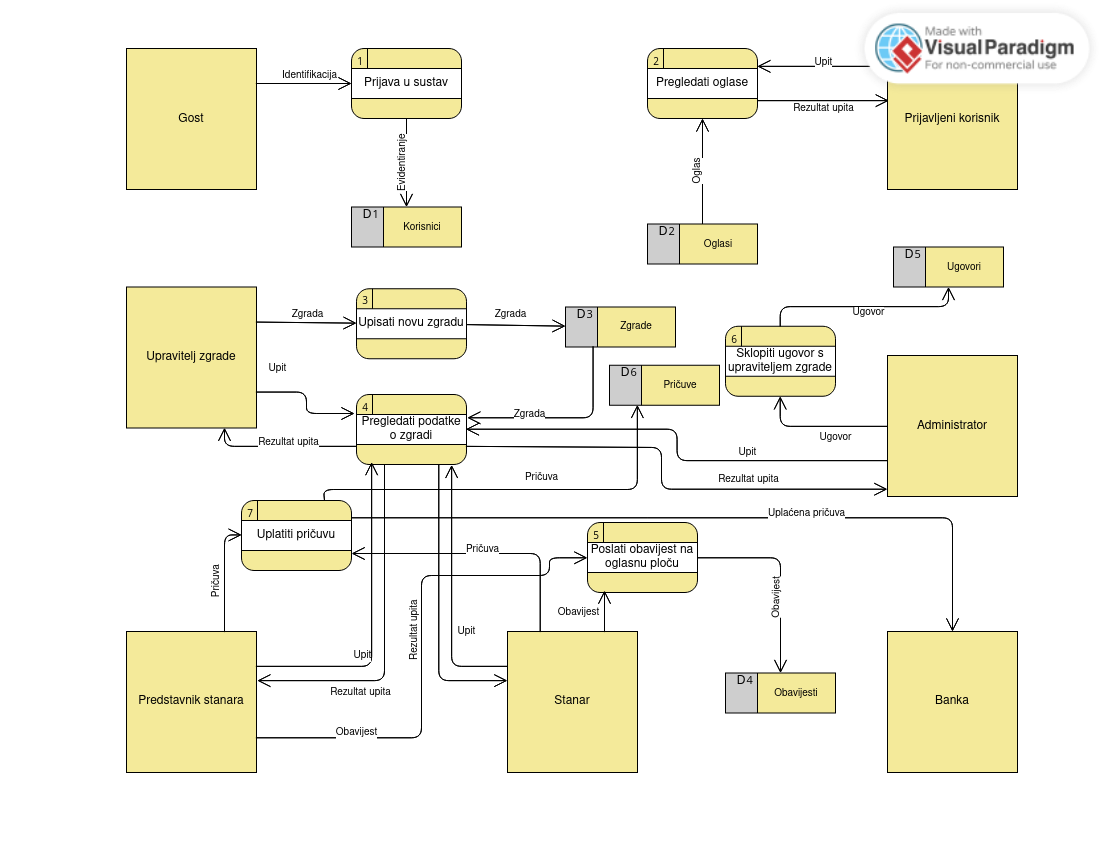 Made with
Visual Paradigm
For non-commercial use
Gost
Identifikacija
1
Prijava u sustav
Evidentiranje
D1
Korisnici
2
Pregledati oglase
Upit
Rezultat upita
Prijavljeni korisnik
Oglas
D2
Oglasi
D5
Ugovori
Ugovor
Upravitelj zgrade
Zgrada
3
Upisati novu zgradu
Zgrada
D3
Zgrade
6
Sklopiti ugovor s
upraviteljem zgrade
Upit
D6
Pričuve
Administrator
4
Pregledati podatke
o zgradi
Zgrada
Ugovor
Rezultat upita
Upit
Rezultat upita
Pričuva
7
Uplatiti pričuvu
Uplaćena pričuva
5
Poslati obavijest na
oglasnu ploču
Pričuva
Pričuva
Obavijest
Obavijest
Rezultat upita
Upit
Upit
Rezultat upita
Predstavnik stanara
Obavijest
Stanar
D4
Obavijesti
Banka